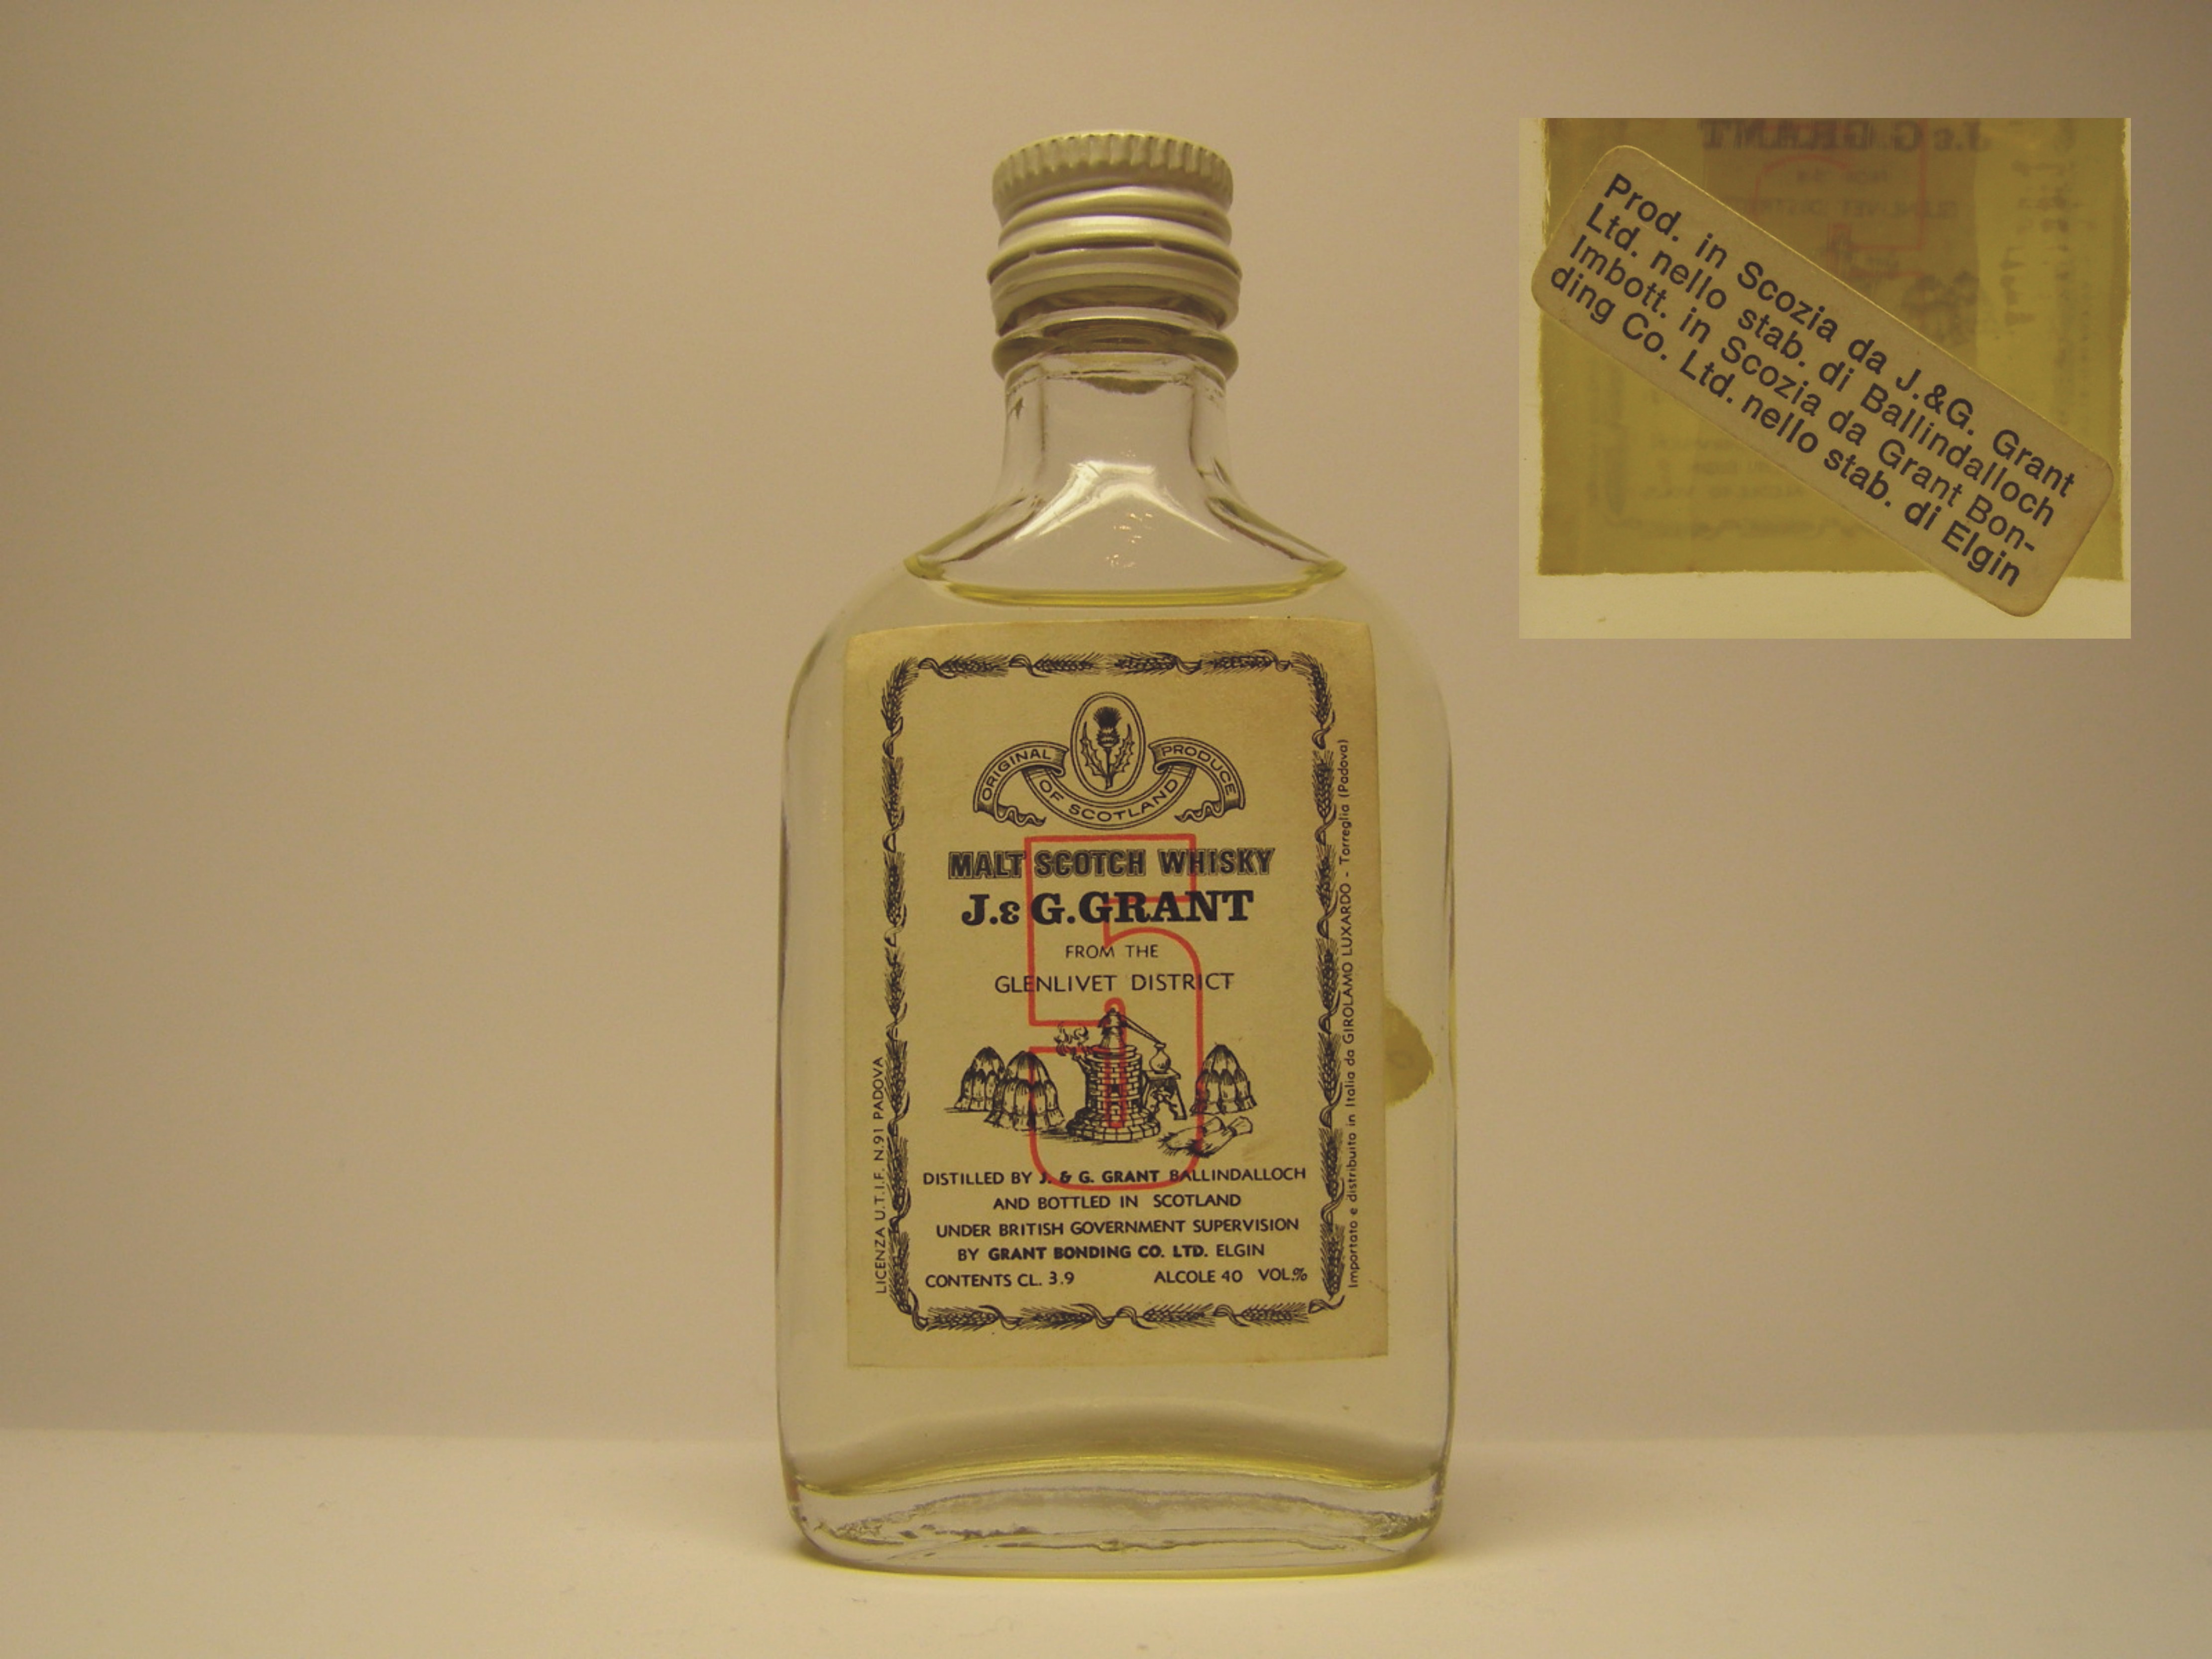 ORIGINAL PRODUCE
OF SCOTLAND
MALT SCOTCH WHISKY
J.& G.GRANT
5
FROM THE
GLENLIVET DISTRICT
DISTILLED BY J. & G. GRANT BALLINDALLOCH
AND BOTTLED IN SCOTLAND
UNDER BRITISH GOVERNMENT SUPERVISION
BY GRANT BONDING CO. LTD. ELGIN
CONTENTS CL. 3.9 ALCOLE 40 VOL.%
LICENZA U.T.I.F. N.91 PADOVA
Importato e distribuito in Italia da GIROLAMO LUXARDO - Torreglia (Padova)
Prod. in Scozia da J.&G. Grant
Ltd. nello stab. di Ballindalloch
Imbott. in Scozia da Grant Bon-
ding Co. Ltd. nello stab. di Elgin
J.& G.GRANT